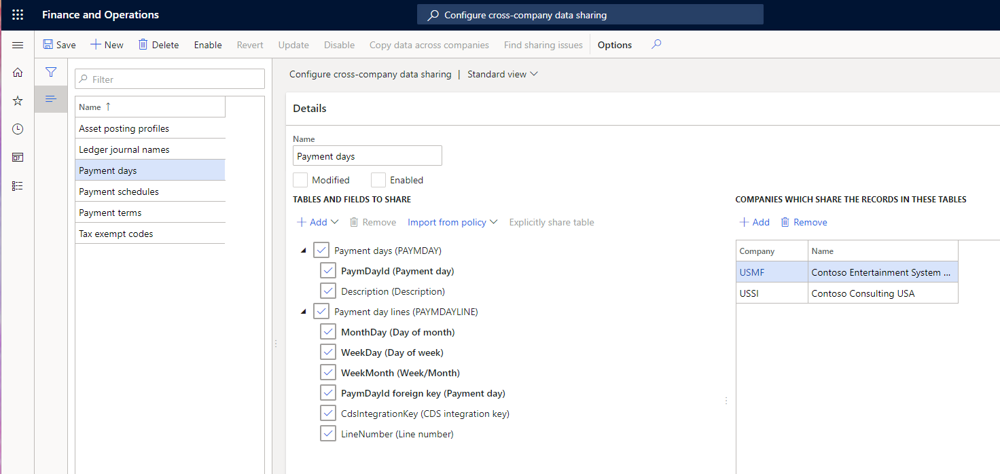 Finance and Operations
Configure cross-company data sharing
Save New Delete Enable Revert Update Disable Copy data across companies Find sharing issues Options
Filter
Name ↑
Asset posting profiles
Ledger journal names
Payment days
Payment schedules
Payment terms
Tax exempt codes
Configure cross-company data sharing | Standard view
Details
Name
Payment days
Modified Enabled
TABLES AND FIELDS TO SHARE
Add Remove Import from policy Explicitly share table
Payment days (PAYMDAY)
PaymDayId (Payment day)
Description (Description)
Payment day lines (PAYMDAYLINE)
MonthDay (Day of month)
WeekDay (Day of week)
WeekMonth (Week/Month)
PaymDayId foreign key (Payment day)
CdsIntegrationKey (CDS integration key)
LineNumber (Line number)
COMPANIES WHICH SHARE THE RECORDS IN THESE TABLES
Add Remove
Company Name
USMF Contoso Entertainment System ...
USSI Contoso Consulting USA